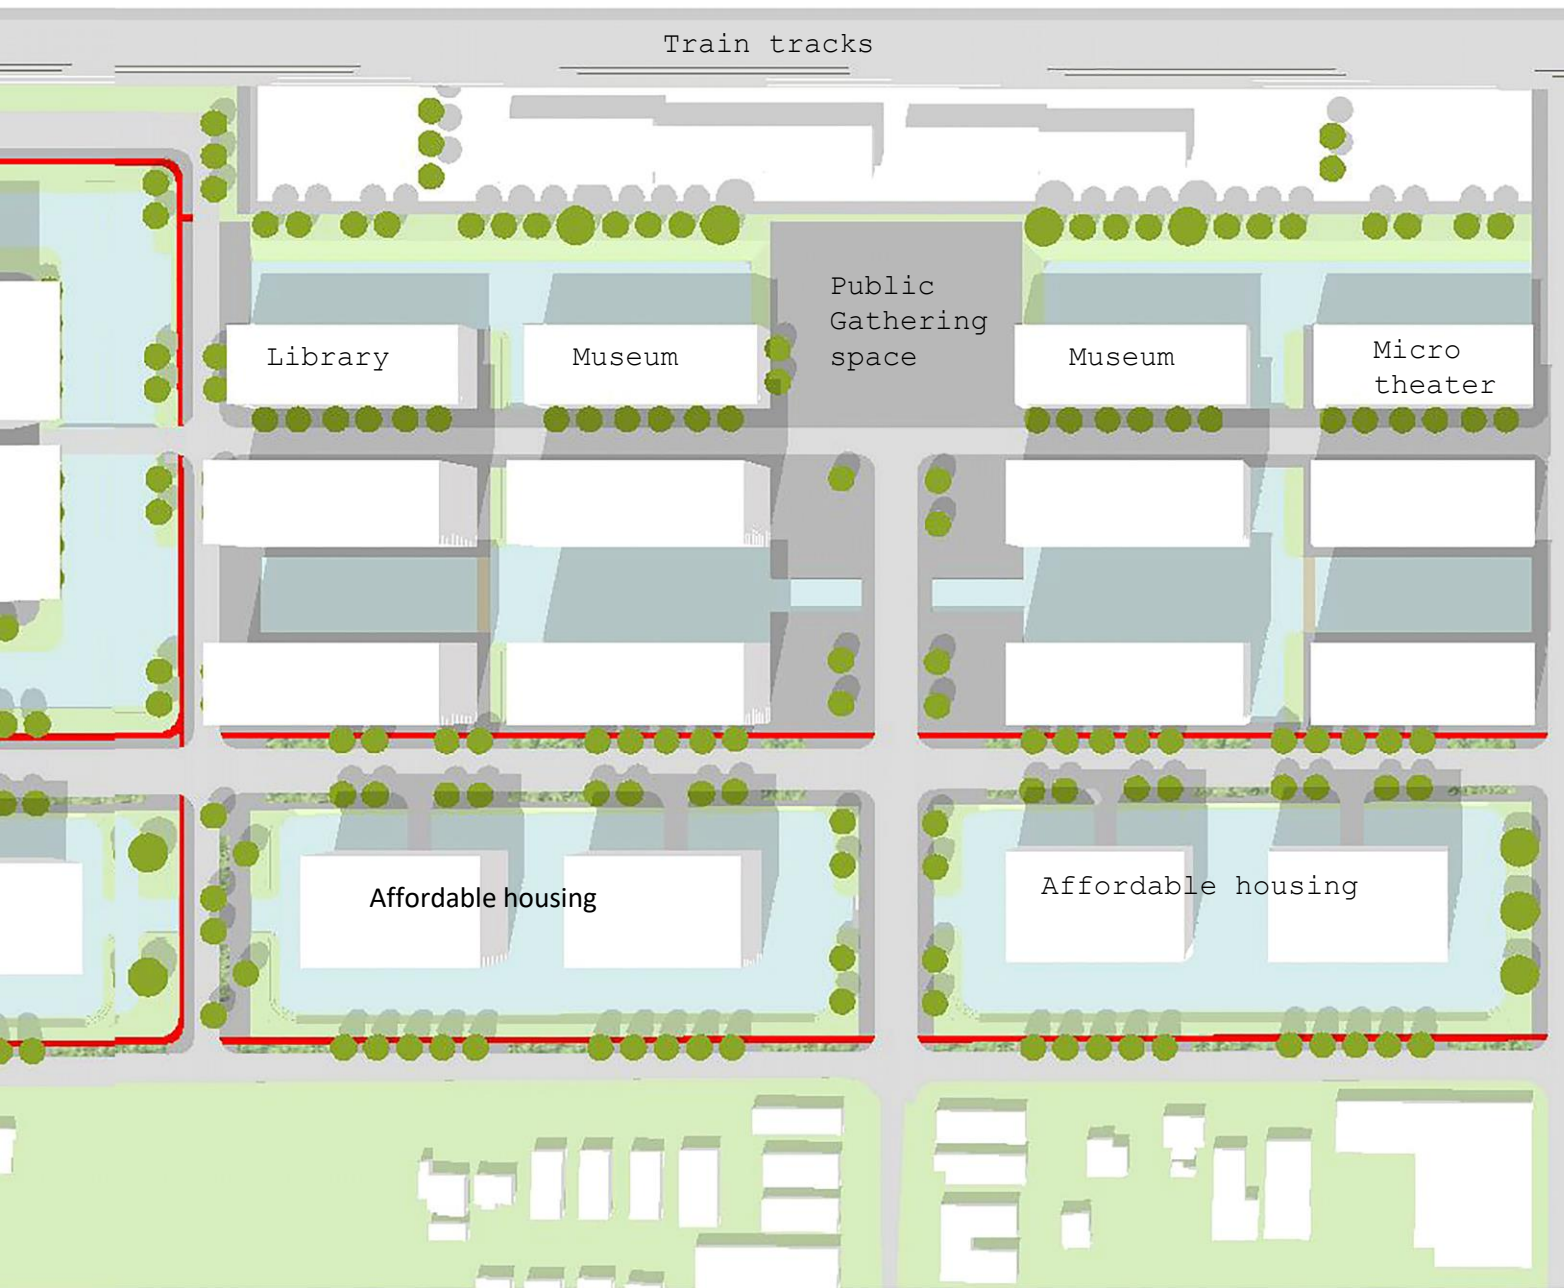 Train tracks
Public
Gathering
space
Library
Museum
Museum
Micro
theater
Affordable housing
Affordable housing